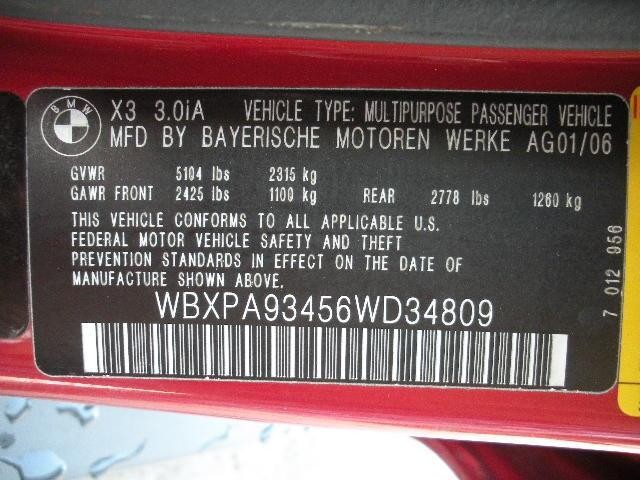 BMW
X3 3.0iA VEHICLE TYPE: MULTIPURPOSE PASSENGER VEHICLE
MFD BY BAYERISCHE MOTOREN WERKE AG01/06
GVWR 5104 lbs 2315 kg
GAWR FRONT 2425 lbs 1100 kg REAR 2778 lbs 1260 kg
THIS VEHICLE CONFORMS TO ALL APPLICABLE U.S.
FEDERAL MOTOR VEHICLE SAFETY AND THEFT
PREVENTION STANDARDS IN EFFECT ON THE DATE OF
MANUFACTURE SHOWN ABOVE.
WBXPA93456WD34809
7 012 956